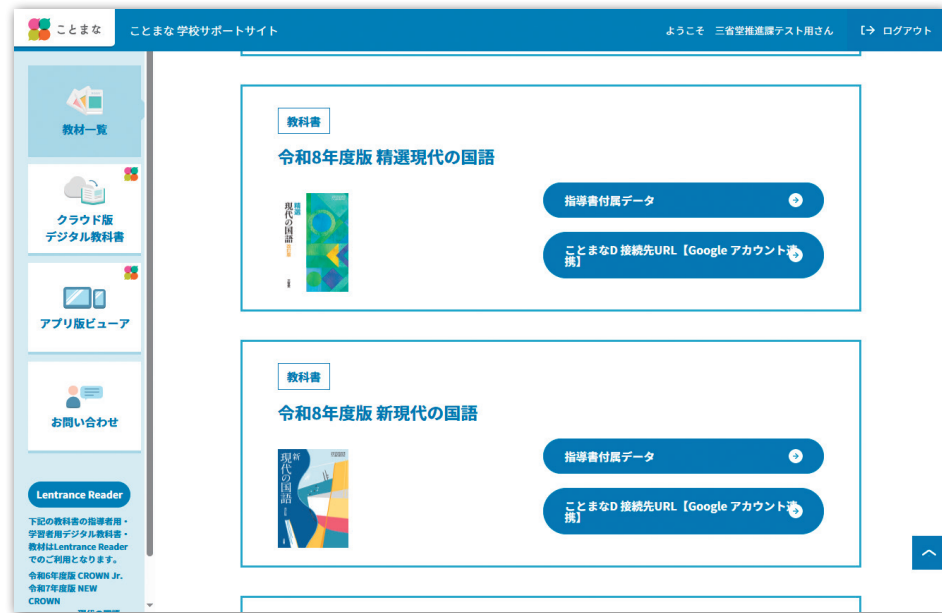 ことまな
ことまな 学校サポートサイト
ようこそ 三省堂推進課テスト用さん
ログアウト
教材一覧
クラウド版
デジタル教科書
アプリ版ビューア
お問い合わせ
Lentrance Reader
下記の教科書の指導者用・
学習者用デジタル教科書・
教材はLentrance Reader
でのご利用となります。
令和6年度版 CROWN Jr.
令和7年度版 NEW
CROWN
教科書
令和8年度版 精選現代の国語
精選
現代の国語
指導書付属データ
ことまなD 接続先URL【Google アカウント連
携】
教科書
令和8年度版 新現代の国語
新
現代の国語
指導書付属データ
ことまなD 接続先URL【Google アカウント連
携】